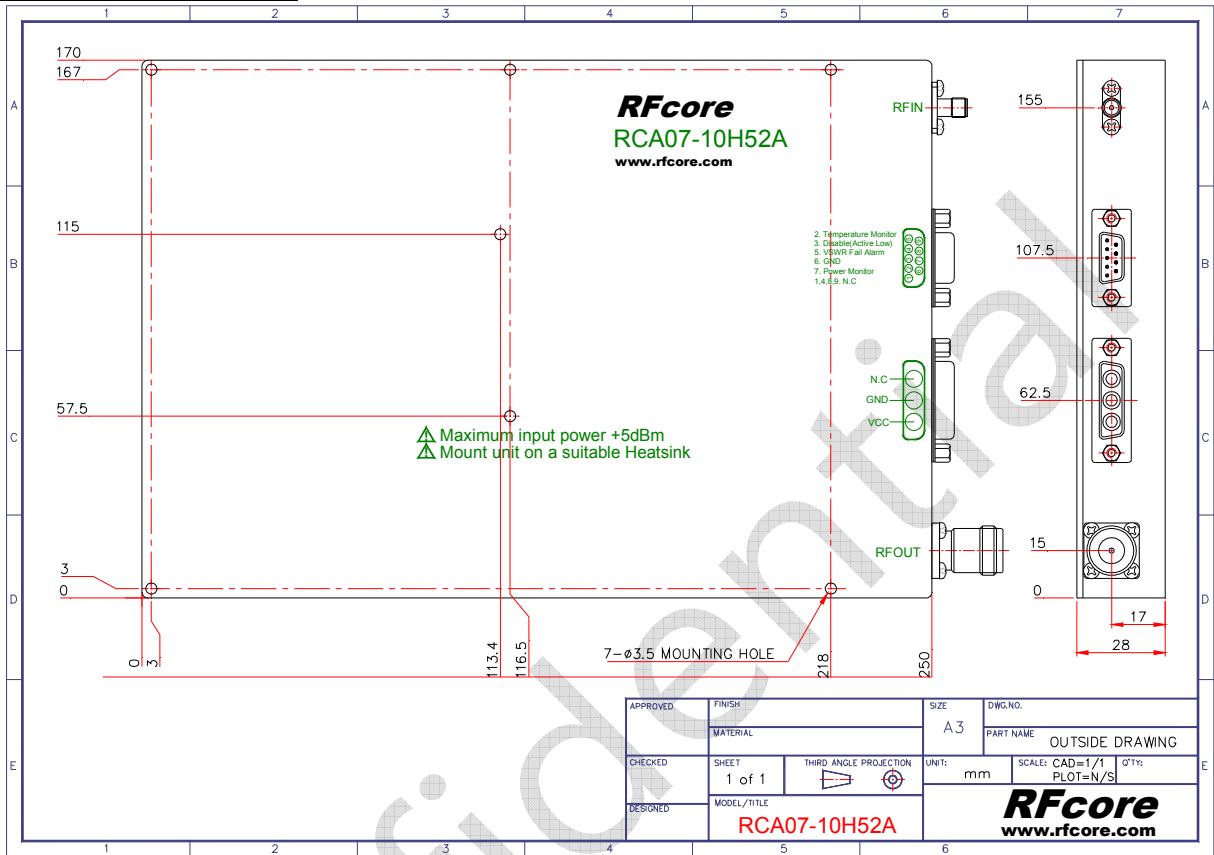 1 2 3 4 5 6 7
A
B
C
D
E
170
167
115
57.5
3
0
RFcore
RCA07-10H52A
www.rfcore.com
RFIN
2. Temperature Monitor
3. Disable(Active Low)
5. VSWR Fail Alarm
6. GND
7. Power Monitor
1,4,8,9. N.C
N.C
GND
VCC
⚠ Maximum input power +5dBm
⚠ Mount unit on a suitable Heatsink
RFOUT
7-ø3.5 MOUNTING HOLE
0
3
113.4
116.5
218
250
155
107.5
62.5
15
0
17
28
A
B
C
D
E
Confidential
APPROVED
FINISH
SIZE
A3
DWG.NO.
MATERIAL
PART NAME
OUTSIDE DRAWING
CHECKED
SHEET
1 of 1
THIRD ANGLE PROJECTION
UNIT:
mm
SCALE: CAD=1/1
PLOT=N/S
Q'TY:
DESIGNED
MODEL/TITLE
RCA07-10H52A
RFcore
www.rfcore.com
1 2 3 4 5 6